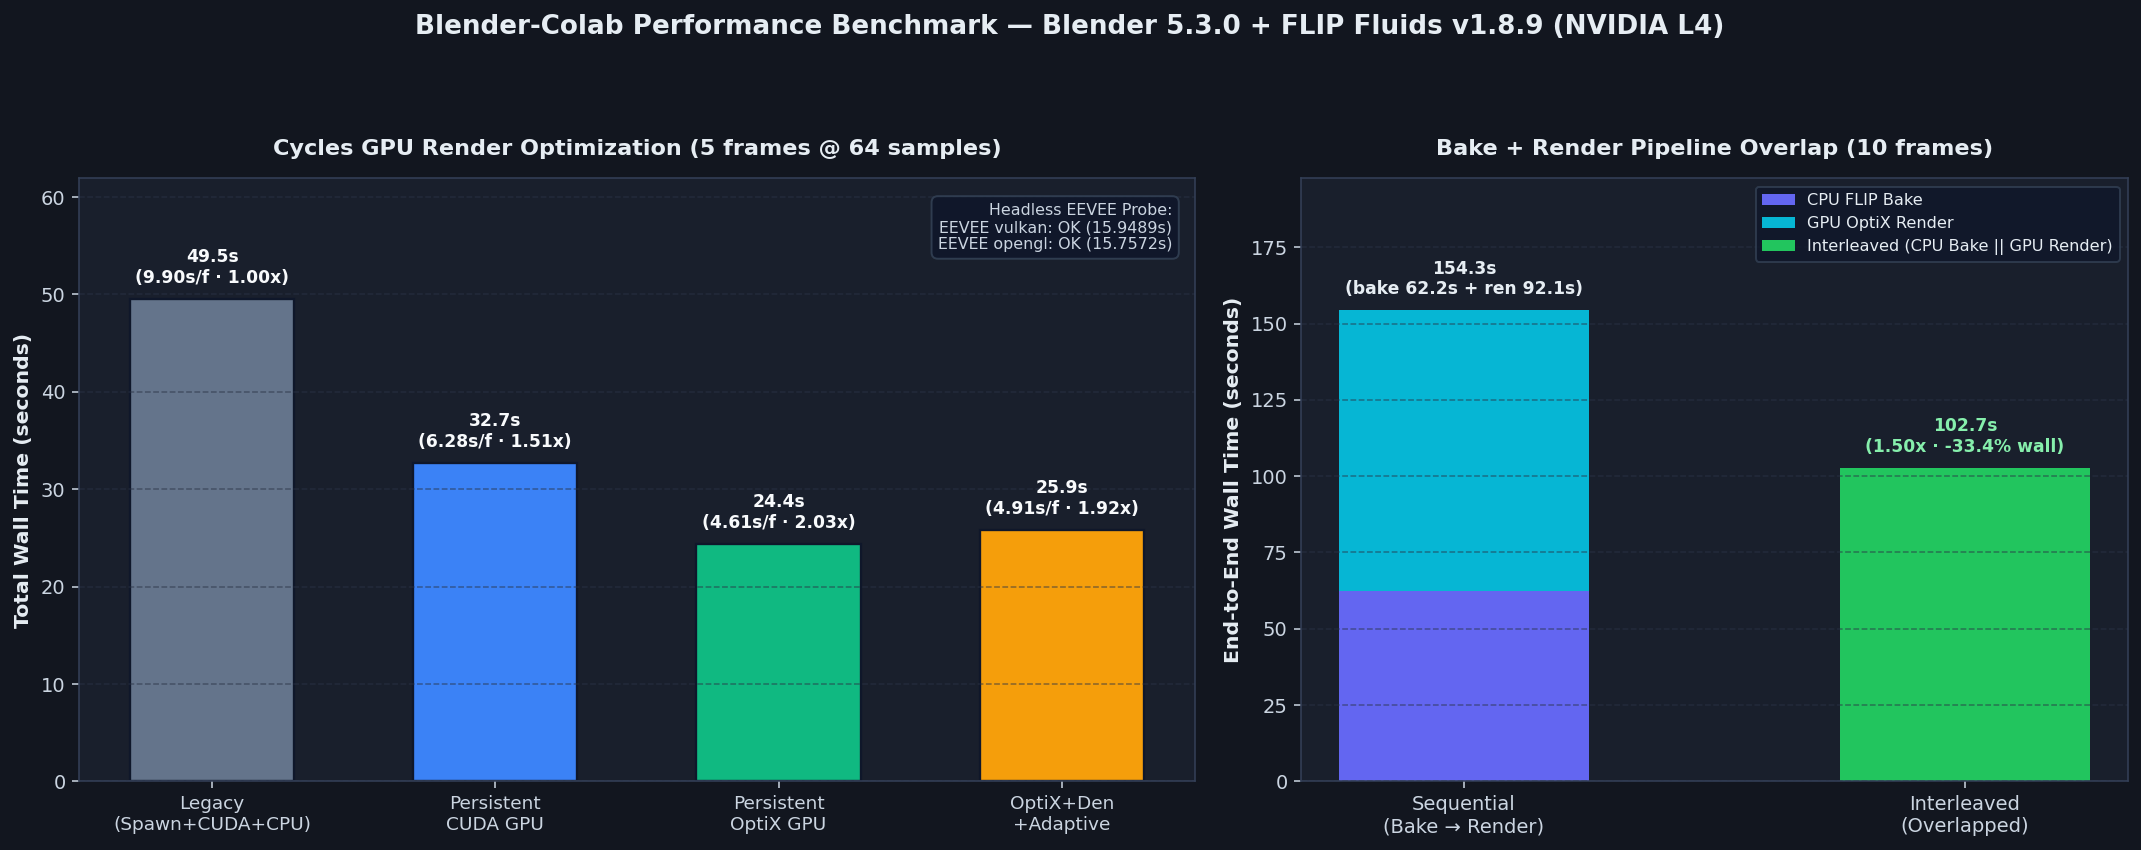 Blender-Colab Performance Benchmark — Blender 5.3.0 + FLIP Fluids v1.8.9 (NVIDIA L4)
Cycles GPU Render Optimization (5 frames @ 64 samples)
Total Wall Time (seconds)
60
50
40
30
20
10
0
Headless EEVEE Probe:
EEVEE vulkan: OK (15.9489s)
EEVEE opengl: OK (15.7572s)
49.5s
(9.90s/f · 1.00x)
32.7s
(6.28s/f · 1.51x)
24.4s
(4.61s/f · 2.03x)
25.9s
(4.91s/f · 1.92x)
Legacy
(Spawn+CUDA+CPU)
Persistent
CUDA GPU
Persistent
OptiX GPU
OptiX+Den
+Adaptive
Bake + Render Pipeline Overlap (10 frames)
End-to-End Wall Time (seconds)
175
150
125
100
75
50
25
0
CPU FLIP Bake
GPU OptiX Render
Interleaved (CPU Bake || GPU Render)
154.3s
(bake 62.2s + ren 92.1s)
102.7s
(1.50x · -33.4% wall)
Sequential
(Bake → Render)
Interleaved
(Overlapped)